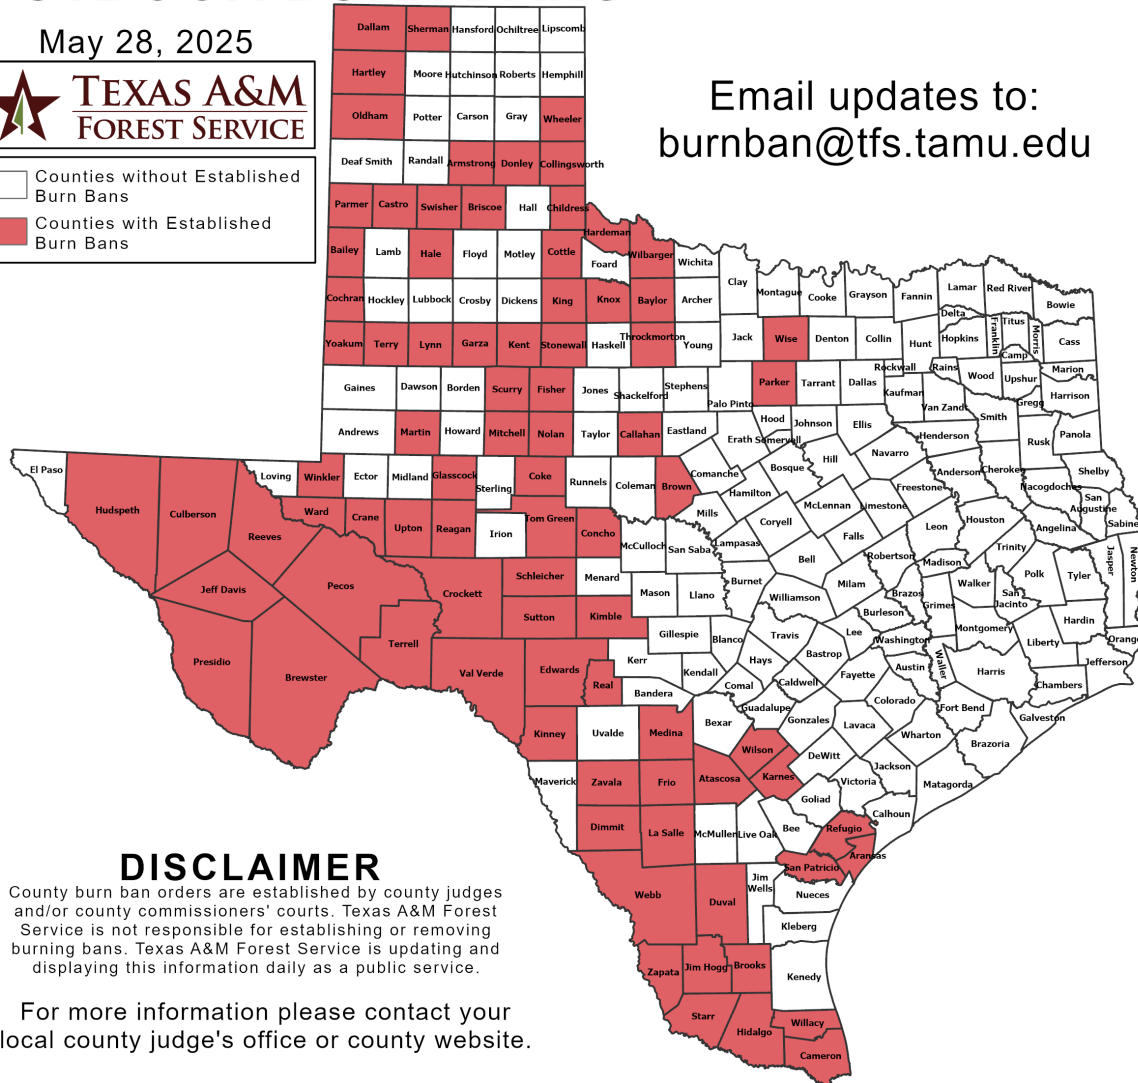 May 28, 2025
TEXAS A&M
FOREST SERVICE
Counties without Established
Burn Bans
Counties with Established
Burn Bans
Email updates to:
burnban@tfs.tamu.edu
Dallam Sherman Hansford Ochiltree Lipscomb
Hartley Moore Hutchinson Roberts Hemphill
Oldham Potter Carson Gray Wheeler
Deaf Smith Randall Armstrong Donley Collingsworth
Parmer Castro Swisher Briscoe Hall Childress
Hardeman
Bailey Lamb Hale Floyd Motley Cottle Foard Wilbarger Wichita
Clay Montague Cooke Grayson Fannin Lamar Red River Bowie
Cochran Hockley Lubbock Crosby Dickens King Knox Baylor Archer
Delta Franklin Titus Morris Cass
Yoakum Terry Lynn Garza Kent Stonewall Haskell Throckmorton Young Jack Wise Denton Collin Hunt Hopkins
Camp
Rockwall Rains Wood Upshur Marion
Gaines Dawson Borden Scurry Fisher Jones Shackelford Stephens Palo Pinto Parker Tarrant Dallas Kaufman Van Zandt Gregg Harrison
Smith
Andrews Martin Howard Mitchell Nolan Taylor Callahan Eastland Erath Hood Somervell Johnson Ellis Henderson Rusk Panola
El Paso Hudspeth Culberson Loving Winkler Ector Midland Glasscock Sterling Coke Runnels Coleman Brown Comanche Bosque Hill Navarro Anderson Cherokee Shelby
Hamilton Freestone Nacogdoches
San
Augustine
Sabine
Reeves Ward Crane Upton Reagan Irion Tom Green Concho Mills Coryell McLennan Limestone Leon Houston Angelina
McCulloch San Saba Lampasas Falls Trinity
Jasper Newton
Jeff Davis Pecos Crockett Schleicher Menard Bell Robertson Madison Walker Polk Tyler
Mason Llano Burnet Milam Brazos Grimes
San
Jacinto
Sutton Kimble Williamson Burleson Montgomery Liberty Hardin
Terrell Gillespie Blanco Travis Lee Washington Orange
Presidio Brewster Val Verde Edwards Real Kerr Kendall Hays Bastrop Fayette Austin Waller Harris Jefferson
Bandera Comal Caldwell Colorado Chambers
Guadalupe Gonzales Fort Bend Galveston
Kinney Uvalde Medina Bexar Wilson Lavaca Wharton Brazoria
DeWitt
Maverick Zavala Frio Atascosa Karnes Victoria Jackson Matagorda
Goliad Calhoun
Dimmit La Salle McMullen Live Oak Bee Refugio
Aransas
San Patricio
Webb Duval
Jim
Wells
Nueces
Kleberg
Zapata Jim Hogg Brooks Kenedy
Starr Hidalgo Willacy
Cameron
DISCLAIMER
County burn ban orders are established by county judges
and/or county commissioners' courts. Texas A&M Forest
Service is not responsible for establishing or removing
burning bans. Texas A&M Forest Service is updating and
displaying this information daily as a public service.
For more information please contact your
local county judge's office or county website.